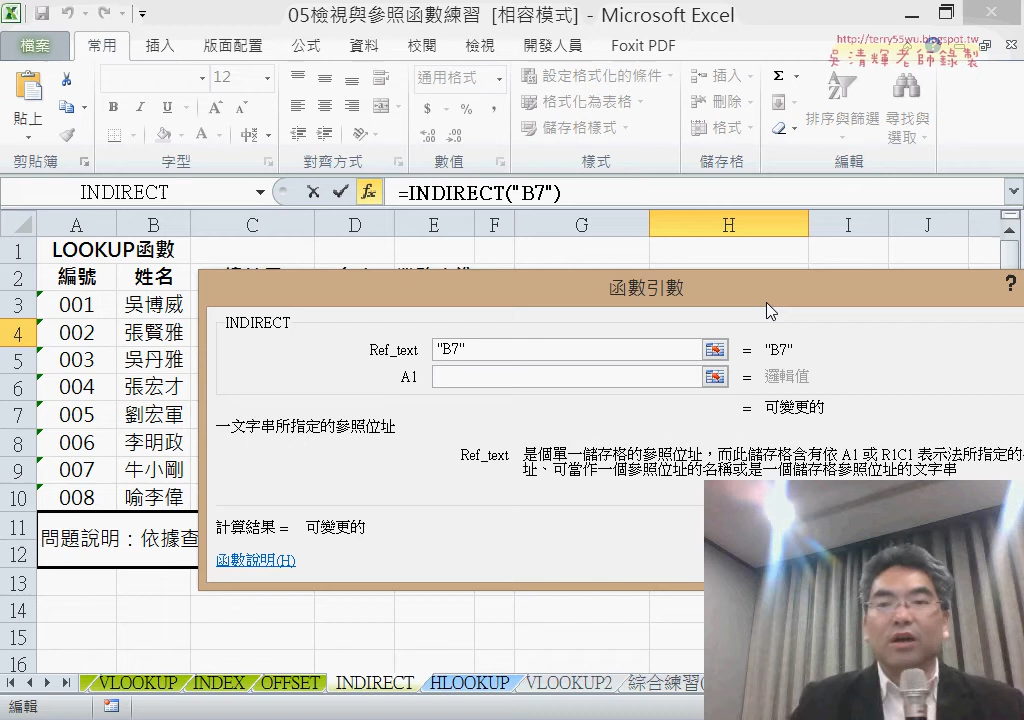 05檢視與參照函數練習 [相容模式] - Microsoft Excel
http://terry55wu.blogspot.tw
吳清輝老師錄製
檔案 常用 插入 版面配置 公式 資料 校閱 檢視 開發人員 Foxit PDF
12 通用格式 設定格式化的條件 插入 Σ
貼上 B I U A A $ % , 格式化為表格 刪除 排序與篩選 尋找與選取
儲存格樣式 格式
剪貼簿 字型 對齊方式 數值 樣式 儲存格 編輯
INDIRECT fx =INDIRECT("B7")
A B C D E F G H I J
1 LOOKUP函數
2 編號 姓名
3 001 吳博威
4 002 張賢雅
5 003 吳丹雅
6 004 張宏才
7 005 劉宏軍
8 006 李明政
9 007 牛小剛
10 008 喻李偉
11 問題說明：依據查
12
13
14
15
16
函數引數 ?
INDIRECT
Ref_text "B7" = "B7"
A1 = 邏輯值
= 可變更的
一文字串所指定的參照位址
Ref_text 是個單一儲存格的參照位址，而此儲存格含有依 A1 或 R1C1 表示法所指定的
址、可當作一個參照位址的名稱或是一個儲存格參照位址的文字串
計算結果 = 可變更的
函數說明(H)
VLOOKUP INDEX OFFSET INDIRECT HLOOKUP VLOOKUP2 綜合練習(
編輯